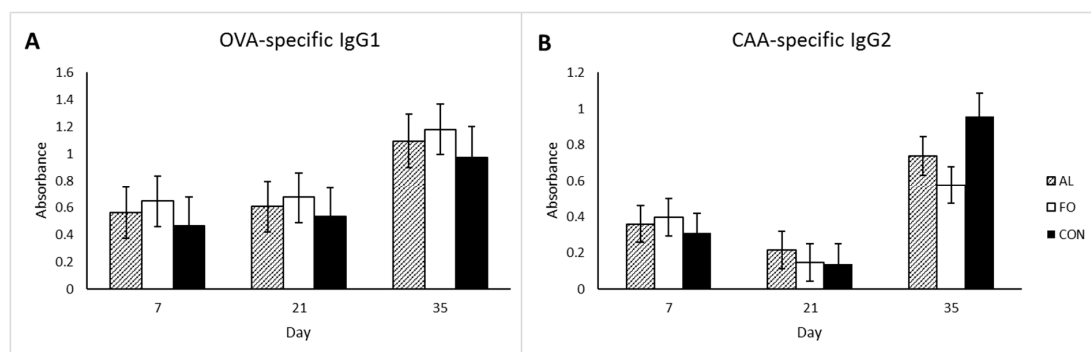 A
OVA-specific IgG1
Absorbance
1.6
1.4
1.2
1
0.8
0.6
0.4
0.2
0
7
21
35
Day
B
CAA-specific IgG2
Absorbance
1.2
1
0.8
0.6
0.4
0.2
0
7
21
35
Day
AL
FO
CON